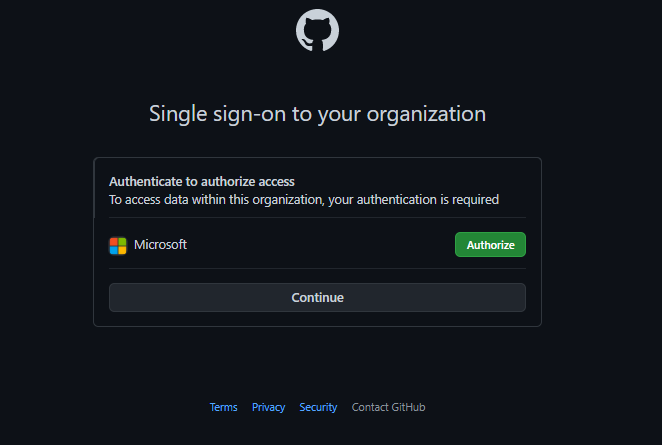 Single sign-on to your organization
Authenticate to authorize access
To access data within this organization, your authentication is required
Microsoft
Authorize
Continue
Terms
Privacy
Security
Contact GitHub